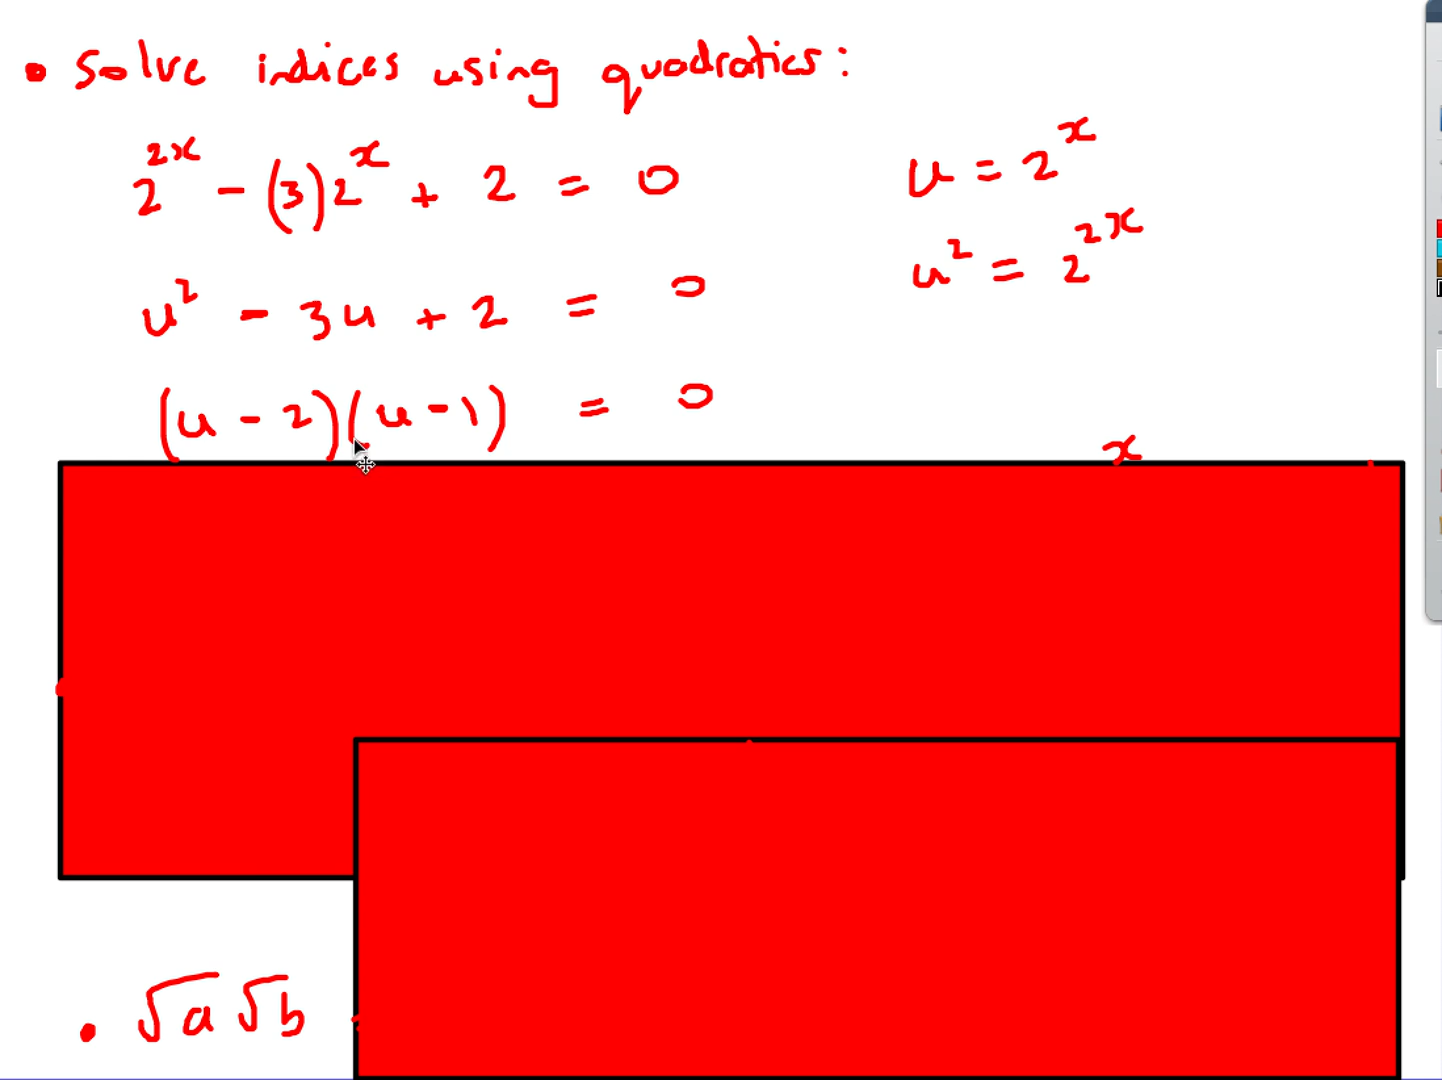 • Solve indices using quadratics:
2^{2x} - (3)2^x + 2 = 0
u = 2^x
u^2 = 2^{2x}
u^2 - 3u + 2 = 0
(u - 2)(u - 1) = 0
x
• √a √b